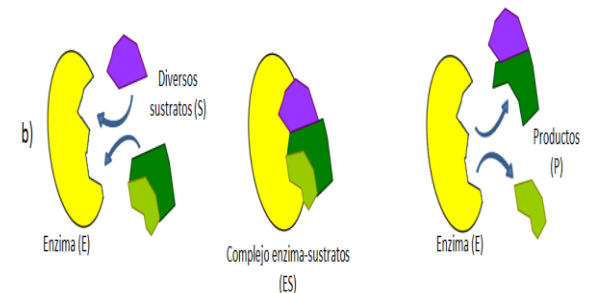 b)
Diversos
sustratos (S)
Enzima (E)
Complejo enzima-sustratos
(ES)
Productos
(P)
Enzima (E)